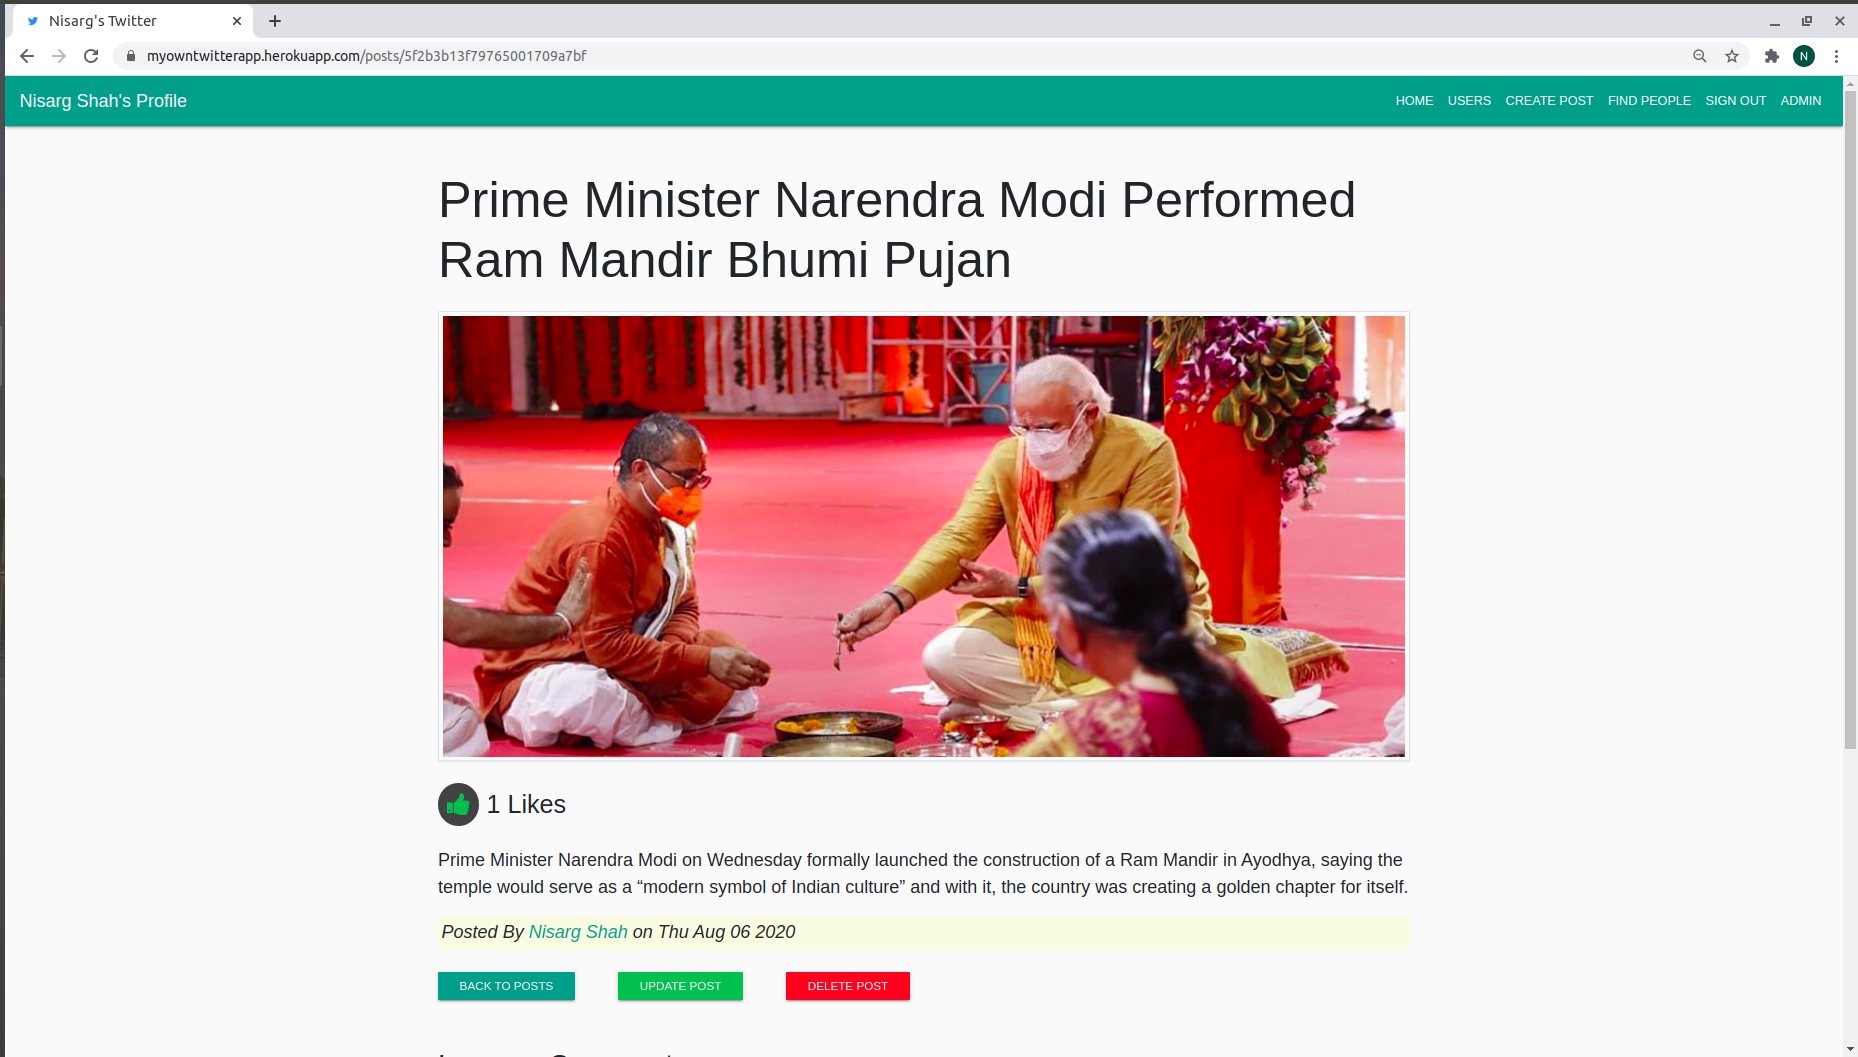 Nisarg's Twitter
myowntwitterapp.herokuapp.com/posts/5f2b3b13f79765001709a7bf
N
Nisarg Shah's Profile
HOME USERS CREATE POST FIND PEOPLE SIGN OUT ADMIN
Prime Minister Narendra Modi Performed
Ram Mandir Bhumi Pujan
1 Likes
Prime Minister Narendra Modi on Wednesday formally launched the construction of a Ram Mandir in Ayodhya, saying the
temple would serve as a “modern symbol of Indian culture” and with it, the country was creating a golden chapter for itself.
Posted By Nisarg Shah on Thu Aug 06 2020
BACK TO POSTS UPDATE POST DELETE POST